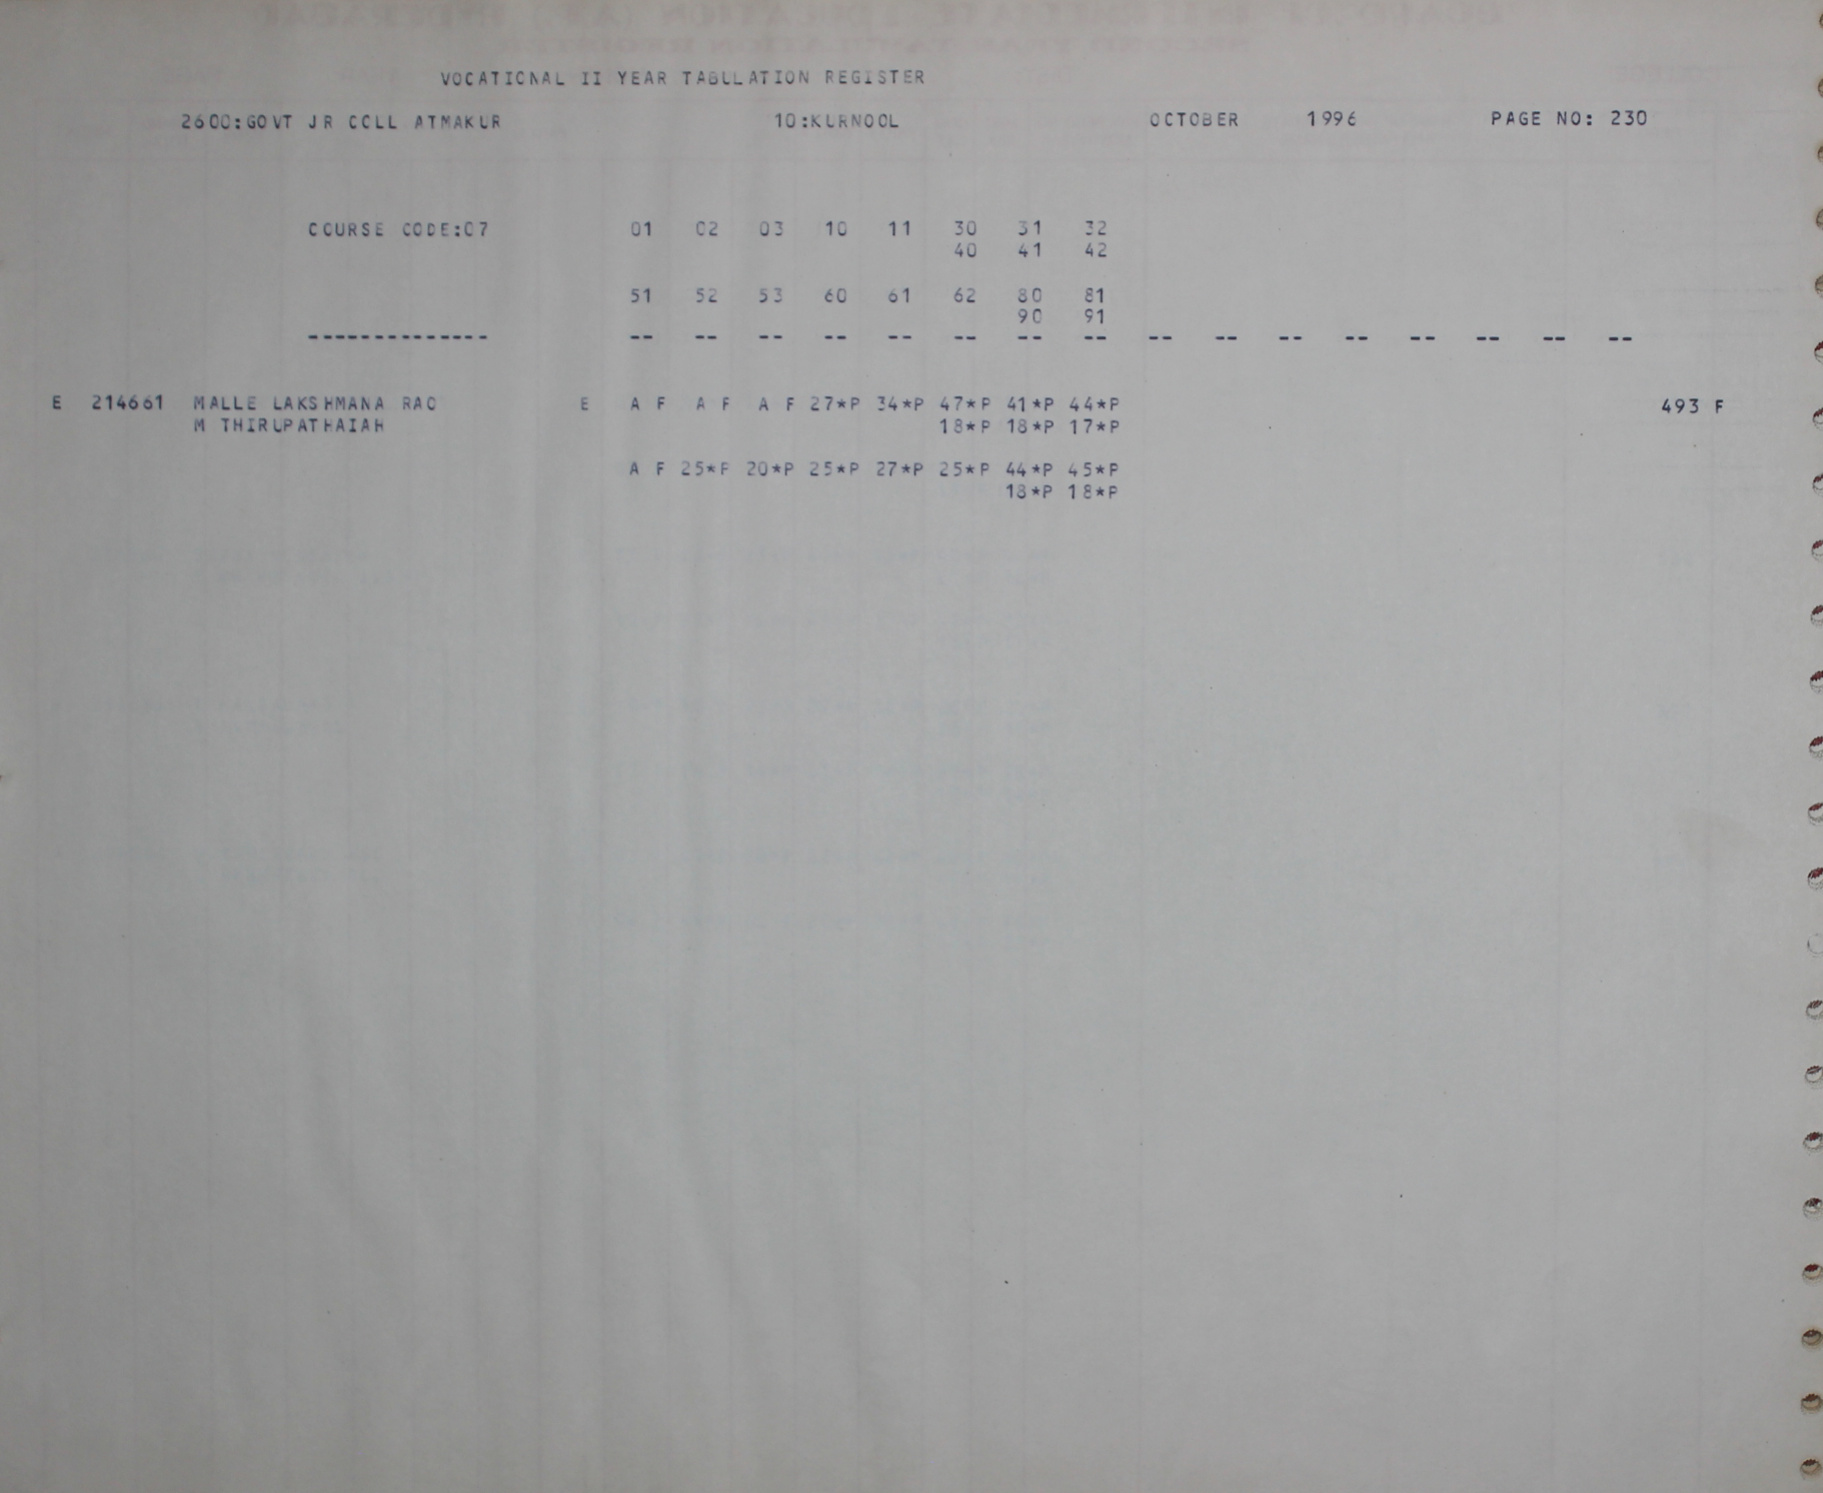 VOCATIONAL II YEAR TABULATION REGISTER
2600:GOVT JR COLL ATMAKUR 10:KURNOOL OCTOBER 1996 PAGE NO: 230
COURSE CODE:07 01 02 03 10 11 30 31 32
40 41 42
51 52 53 60 61 62 80 81
90 91
-------------- -- -- -- -- -- -- -- -- -- -- -- -- -- -- -- --
E 214661 MALLE LAKSHMANA RAO E A F A F A F 27*P 34*P 47*P 41*P 44*P 493 F
M THIRUPATHAIAH 18*P 18*P 17*P
A F 25*P 20*P 25*P 27*P 25*P 44*P 45*P
18*P 18*P